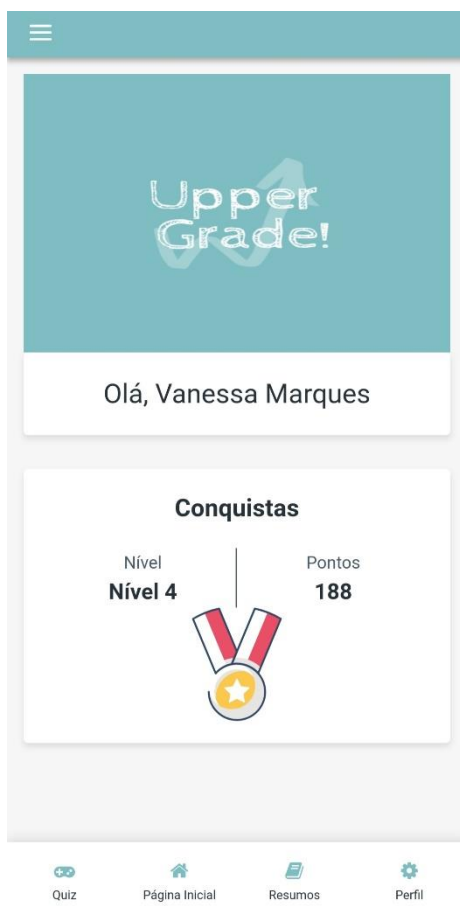 Upper
Grade!
Olá, Vanessa Marques
Conquistas
Nível
Pontos
Nível 4
188
Quiz
Página Inicial
Resumos
Perfil